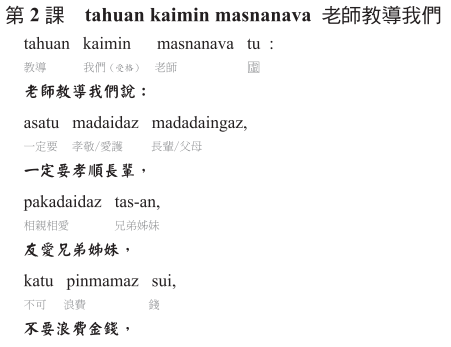 第 2 課 tahuan kaimin masnanava 老師教導我們
tahuan kaimin masnanava tu :
教導 我們（受格） 老師 圖
老師教導我們說：
asatu madaidaz madadaingaz,
一定要 孝敬/愛護 長輩/父母
一定要孝順長輩，
pakadaidaz tas-an,
相親相愛 兄弟姊妹
友愛兄弟姊妹，
katu pinmamaz sui,
不可 浪費 錢
不要浪費金錢，